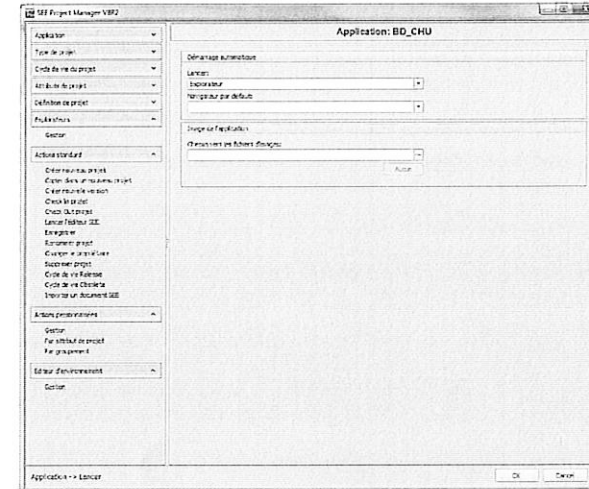 SEE Project Manager V8R2
Application: BD_CHU
Application
Type de projet
Cycle de vie du projet
Attributs de projet
Définition de projet
Explorateurs
Gestion
Actions standard
Créer nouveau projet
Copier dans un nouveau projet
Créer nouvelle version
Check In projet
Check Out projet
Lancer l'éditeur SEE
Enregistrer
Renommer projet
Changer le propriétaire
Supprimer projet
Cycle de vie Release
Cycle de vie Obsolete
Importer un document SEE
Actions personnalisées
Gestion
Par attribut de projet
Par groupement
Editeur d'environnement
Gestion
Démarrage automatique
Lancer:
Explorateur
Navigateur par défaut:
Image de l'application
Chemin vers les fichiers d'images:
Aucun
Application -> Lancer
OK
Cancel